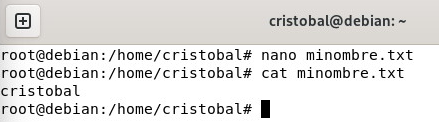 cristobal@debian: ~
root@debian:/home/cristobal# nano minombre.txt
root@debian:/home/cristobal# cat minombre.txt
cristobal
root@debian:/home/cristobal#